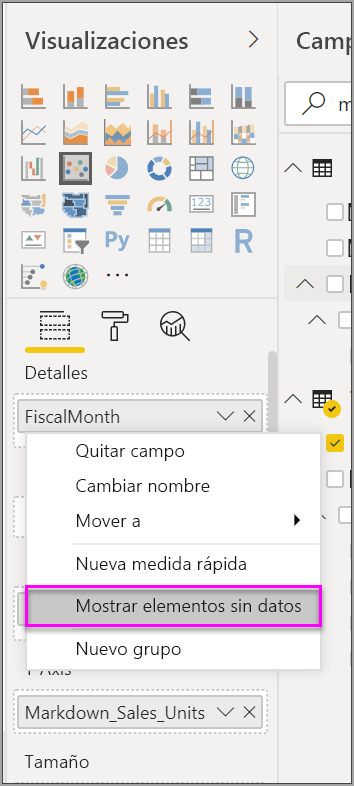 Visualizaciones
Camp
m
123
Py
R
Detalles
FiscalMonth
Quitar campo
Cambiar nombre
Mover a
Nueva medida rápida
Mostrar elementos sin datos
Nuevo grupo
Markdown_Sales_Units
Tamaño